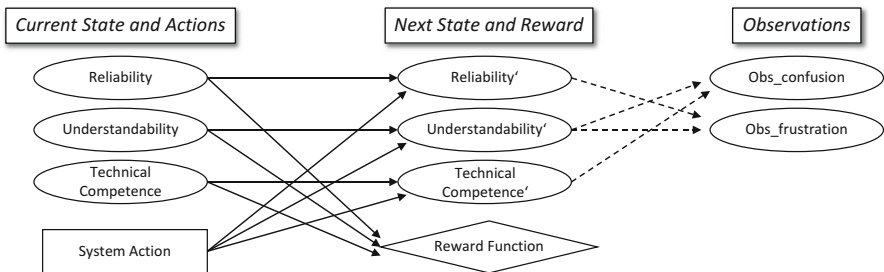 Current State and Actions
Next State and Reward
Observations
Reliability
Reliability‘
Obs_confusion
Understandability
Understandability‘
Obs_frustration
Technical
Competence
Technical
Competence‘
System Action
Reward Function